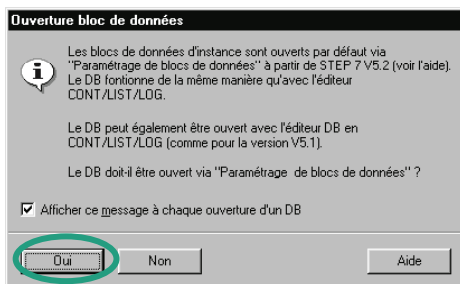 Ouverture bloc de données
Les blocs de données d'instance sont ouverts par défaut via
"Paramétrage de blocs de données" à partir de STEP 7 V5.2 (voir l'aide).
Le DB fontionne de la même manière qu'avec l'éditeur
CONT/LIST/LOG.
Le DB peut également être ouvert avec l'éditeur DB en
CONT/LIST/LOG (comme pour la version V5.1).
Le DB doit-il être ouvert via "Paramétrage de blocs de données" ?
Afficher ce message à chaque ouverture d'un DB
Oui Non Aide